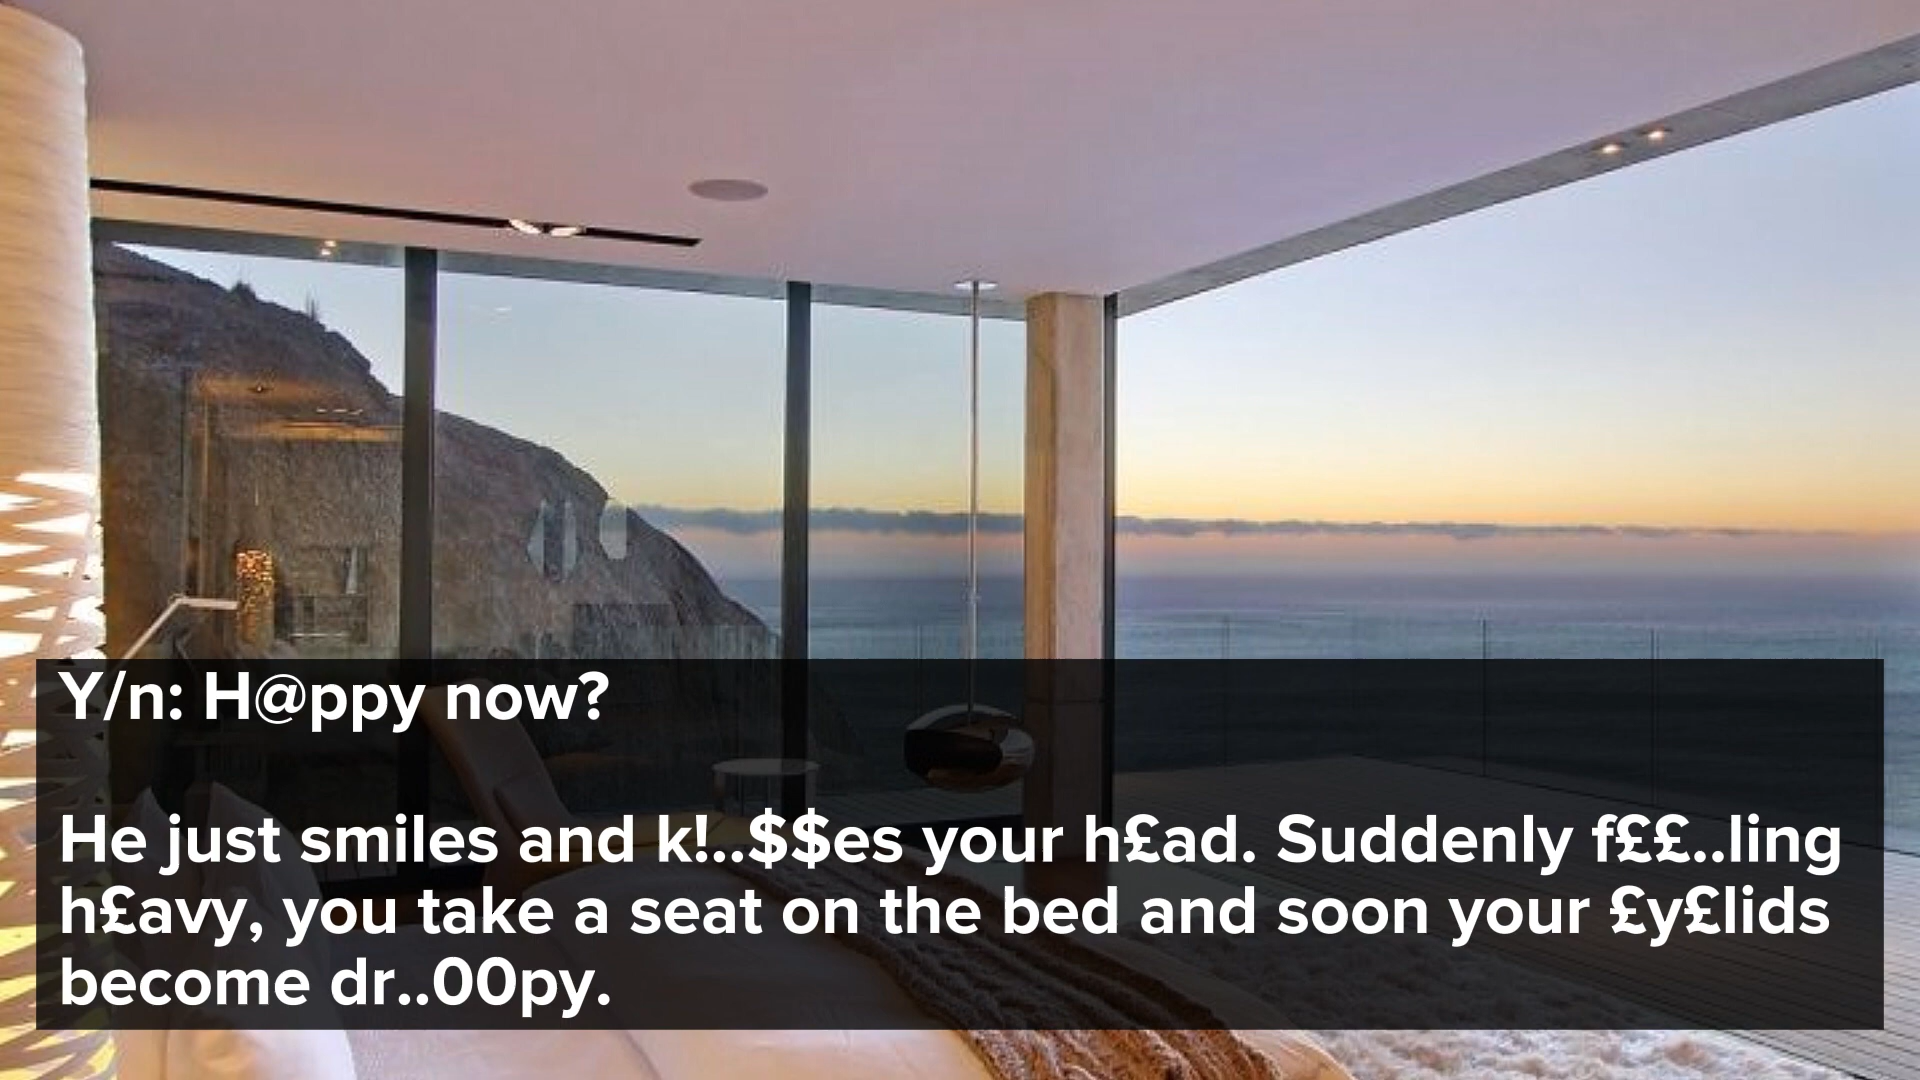 Y/n: H@ppy now?
He just smiles and k!..$$es your h£ad. Suddenly f££..ling
h£avy, you take a seat on the bed and soon your £y£lids
become dr..00py.